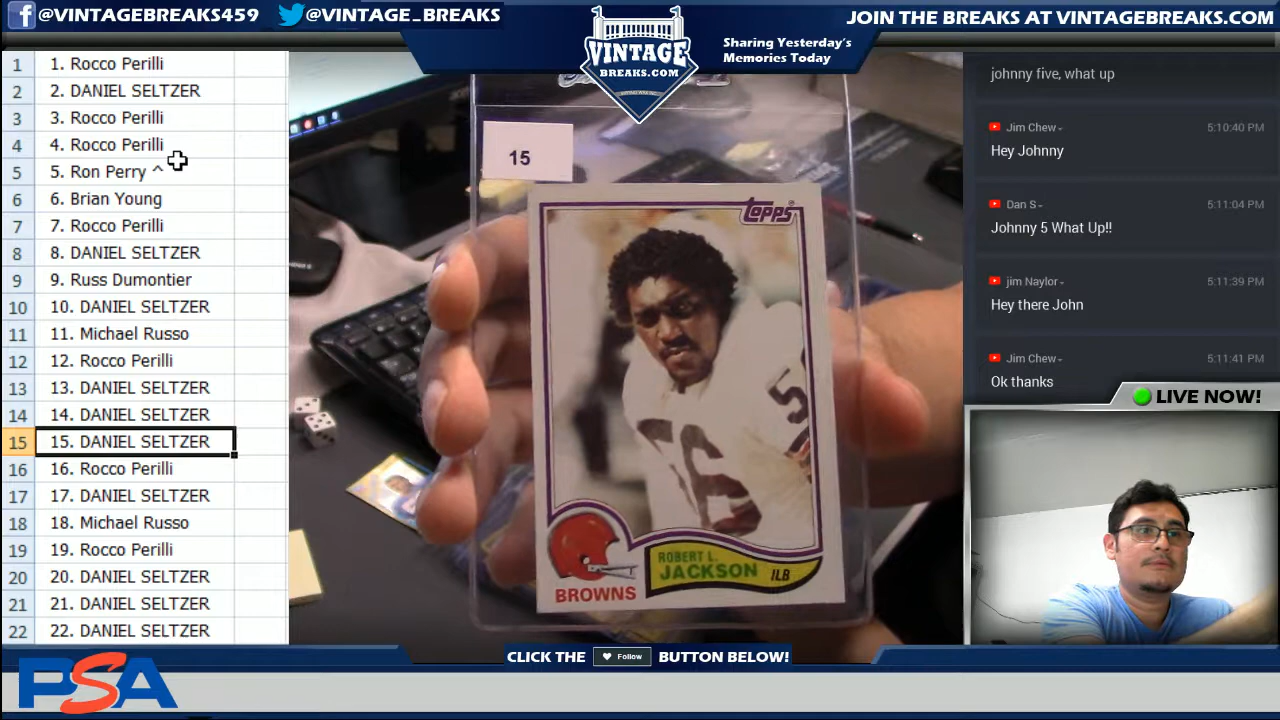 @VINTAGEBREAKS459
@VINTAGE_BREAKS
VINTAGE
BREAKS.COM
Sharing Yesterday's
Memories Today
JOIN THE BREAKS AT VINTAGEBREAKS.COM
1 1. Rocco Perilli
2 2. DANIEL SELTZER
3 3. Rocco Perilli
4 4. Rocco Perilli
5 5. Ron Perry ^
6 6. Brian Young
7 7. Rocco Perilli
8 8. DANIEL SELTZER
9 9. Russ Dumontier
10 10. DANIEL SELTZER
11 11. Michael Russo
12 12. Rocco Perilli
13 13. DANIEL SELTZER
14 14. DANIEL SELTZER
15 15. DANIEL SELTZER
16 16. Rocco Perilli
17 17. DANIEL SELTZER
18 18. Michael Russo
19 19. Rocco Perilli
20 20. DANIEL SELTZER
21 21. DANIEL SELTZER
22 22. DANIEL SELTZER
15
topps
56
5
ROBERT L.
JACKSON ILB
BROWNS
johnny five, what up
Jim Chew 5:10:40 PM
Hey Johnny
Dan S 5:11:04 PM
Johnny 5 What Up!!
jim Naylor 5:11:39 PM
Hey there John
Jim Chew 5:11:41 PM
Ok thanks
LIVE NOW!
CLICK THE Follow BUTTON BELOW!
PSA